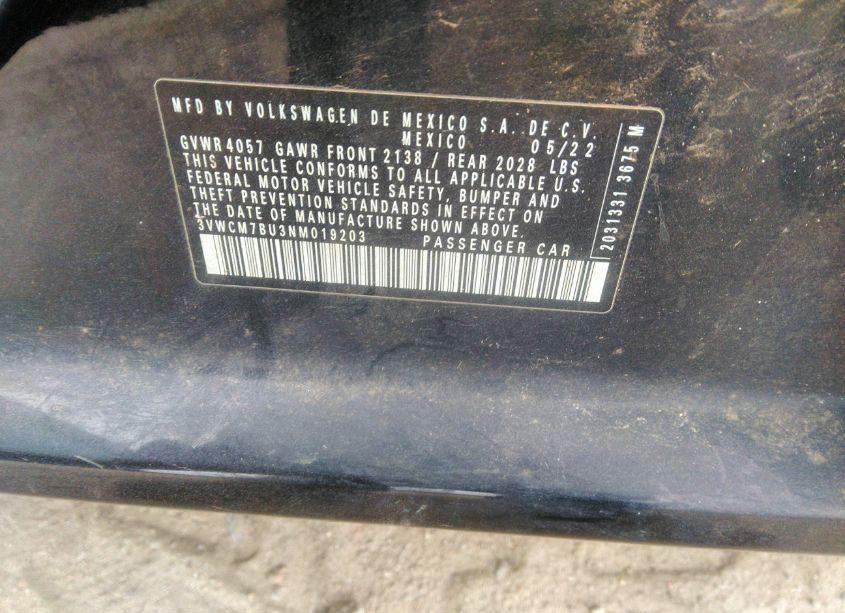 MFD BY VOLKSWAGEN DE MEXICO S.A. DE C.V.
MEXICO 05/22
GVWR 4057 GAWR FRONT 2138 / REAR 2028 LBS
THIS VEHICLE CONFORMS TO ALL APPLICABLE U.S.
FEDERAL MOTOR VEHICLE SAFETY, BUMPER AND
THEFT PREVENTION STANDARDS IN EFFECT ON
THE DATE OF MANUFACTURE SHOWN ABOVE.
3VWCM7BU3NM019203 PASSENGER CAR
2031331 3675 M